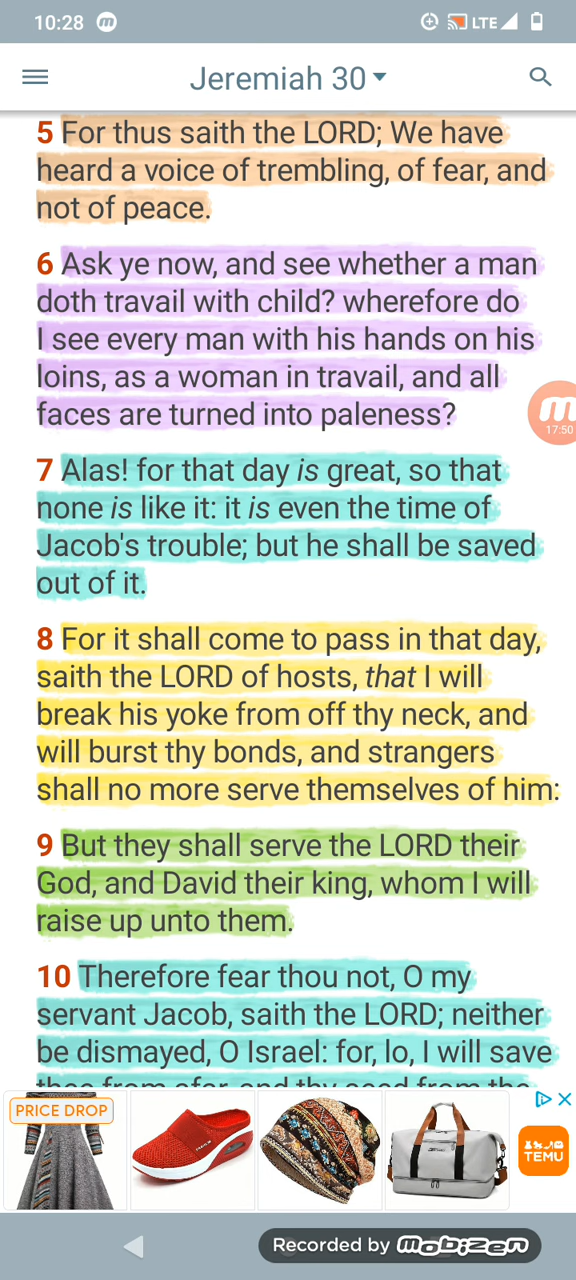 10:28
LTE
Jeremiah 30
5 For thus saith the LORD; We have
heard a voice of trembling, of fear, and
not of peace.
6 Ask ye now, and see whether a man
doth travail with child? wherefore do
I see every man with his hands on his
loins, as a woman in travail, and all
faces are turned into paleness?
17:50
7 Alas! for that day is great, so that
none is like it: it is even the time of
Jacob's trouble; but he shall be saved
out of it.
8 For it shall come to pass in that day,
saith the LORD of hosts, that I will
break his yoke from off thy neck, and
will burst thy bonds, and strangers
shall no more serve themselves of him:
9 But they shall serve the LORD their
God, and David their king, whom I will
raise up unto them.
10 Therefore fear thou not, O my
servant Jacob, saith the LORD; neither
be dismayed, O Israel: for, lo, I will save
thee from afar, and thy seed from the
PRICE DROP
TEMU
Recorded by mobizen